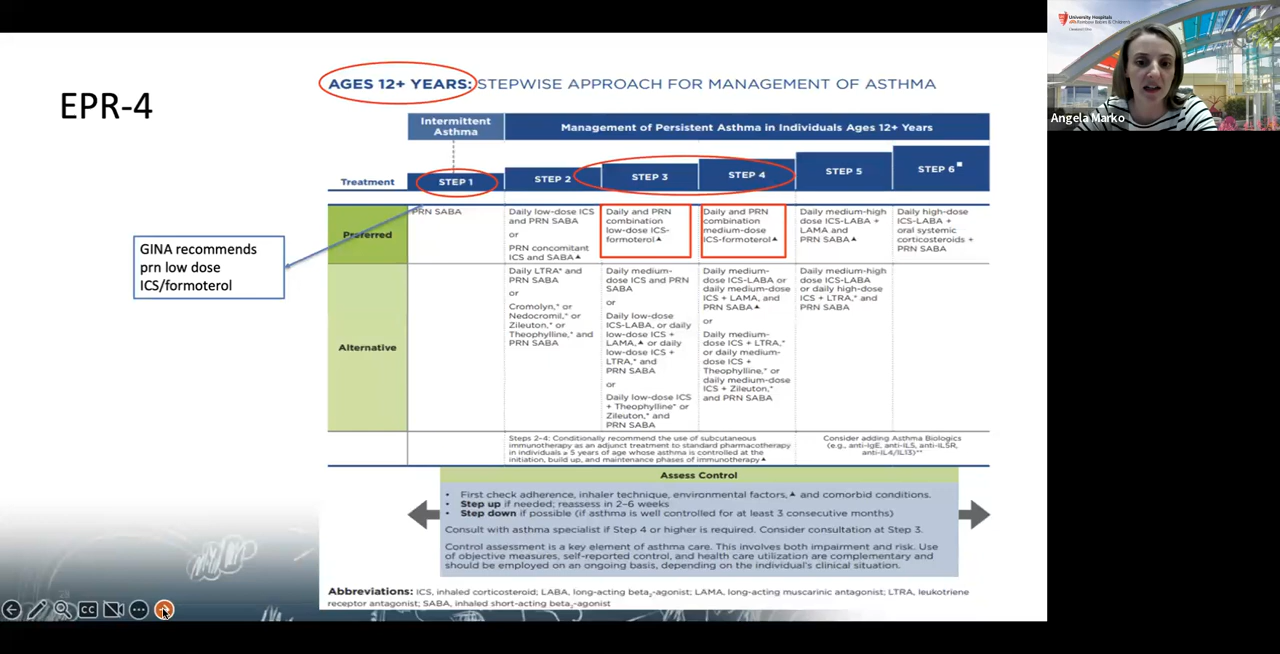 EPR-4
AGES 12+ YEARS: STEPWISE APPROACH FOR MANAGEMENT OF ASTHMA
Intermittent
Asthma
Management of Persistent Asthma in Individuals Ages 12+ Years
Treatment
STEP 1
STEP 2
STEP 3
STEP 4
STEP 5
STEP 6■
Preferred
PRN SABA
Daily low-dose ICS
and PRN SABA
or
PRN concomitant
ICS and SABA▲
Daily and PRN
combination
low-dose ICS-
formoterol▲
Daily and PRN
combination
medium-dose
ICS-formoterol▲
Daily medium-high
dose ICS-LABA +
LAMA and
PRN SABA▲
Daily high-dose
ICS-LABA +
oral systemic
corticosteroids +
PRN SABA
GINA recommends
prn low dose
ICS/formoterol
Alternative
Daily LTRA* and
PRN SABA
or
Cromolyn,* or
Nedocromil,* or
Zileuton,* or
Theophylline,* and
PRN SABA
Daily medium-
dose ICS and PRN
SABA
or
Daily low-dose
ICS-LABA, or daily
low-dose ICS +
LAMA,▲ or daily
low-dose ICS +
LTRA,* and
PRN SABA
or
Daily low-dose ICS
+ Theophylline* or
Zileuton,* and
PRN SABA
Daily medium-
dose ICS-LABA or
daily medium-dose
ICS + LAMA, and
PRN SABA▲
or
Daily medium-
dose ICS + LTRA,*
or daily medium-
dose ICS +
Theophylline,* or
daily medium-dose
ICS + Zileuton,*
and PRN SABA
Daily medium-high
dose ICS-LABA
or daily high-dose
ICS + LTRA,* and
PRN SABA
Steps 2–4: Conditionally recommend the use of subcutaneous
immunotherapy as an adjunct treatment to standard pharmacotherapy
in individuals ≥ 5 years of age whose asthma is controlled at the
initiation, build up, and maintenance phases of immunotherapy▲
Consider adding Asthma Biologics
(e.g., anti-IgE, anti-IL5, anti-IL5R,
anti-IL4/IL13)**
Assess Control
• First check adherence, inhaler technique, environmental factors,▲ and comorbid conditions.
• Step up if needed; reassess in 2–6 weeks
• Step down if possible (if asthma is well controlled for at least 3 consecutive months)
Consult with asthma specialist if Step 4 or higher is required. Consider consultation at Step 3.
Control assessment is a key element of asthma care. This involves both impairment and risk. Use
of objective measures, self-reported control, and health care utilization are complementary and
should be employed on an ongoing basis, depending on the individual's clinical situation.
Abbreviations: ICS, inhaled corticosteroid; LABA, long-acting beta₂-agonist; LAMA, long-acting muscarinic antagonist; LTRA, leukotriene
receptor antagonist; SABA, inhaled short-acting beta₂-agonist
CC
University Hospitals
Angela Marko